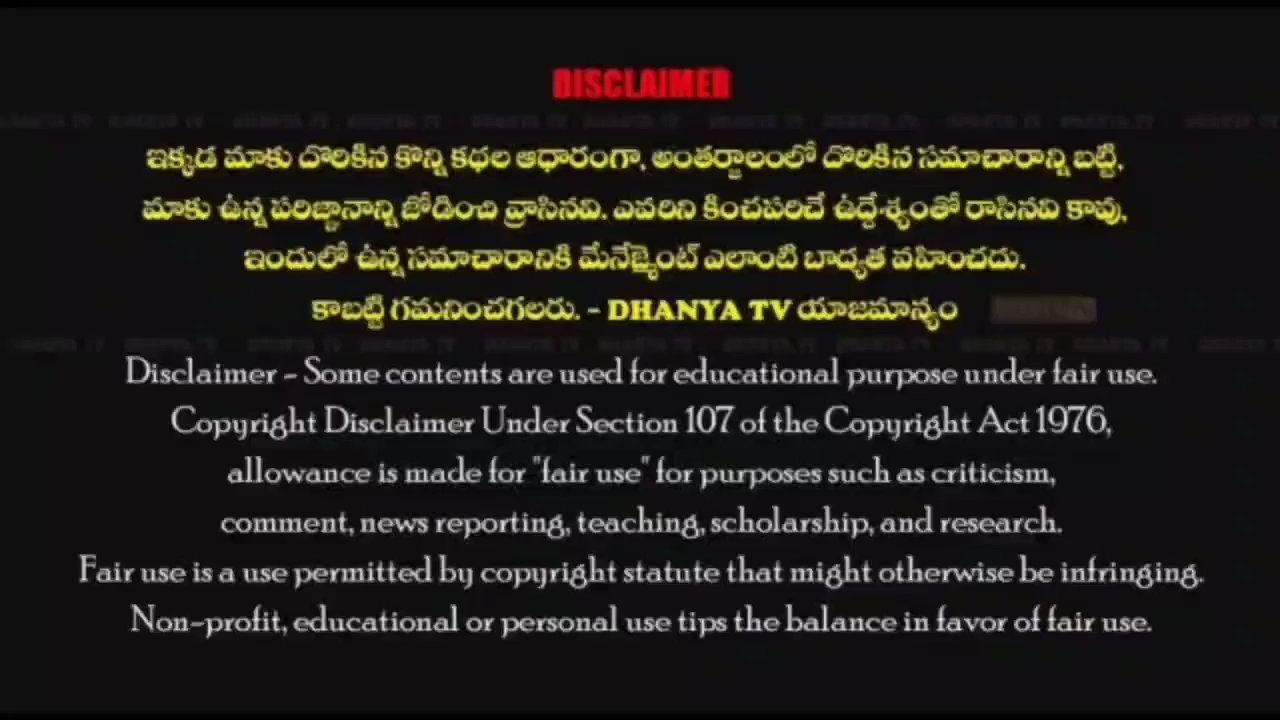 DISCLAIMER
ఇక్కడ మాకు దొరికిన కొన్ని కథల ఆధారంగా, అంతర్జాలంలో దొరికిన సమాచారాన్ని బట్టి,
మాకు ఉన్న పరిజ్ఞానాన్ని జోడించి వ్రాసినవి. ఎవరిని కించపరిచే ఉద్దేశ్యంతో రాసినవి కావు,
ఇందులో ఉన్న సమాచారానికి మేనేజ్మెంట్ ఎలాంటి బాద్యత వహించదు.
కాబట్టి గమనించగలరు. - DHANYA TV యాజమాన్యం
Disclaimer - Some contents are used for educational purpose under fair use.
Copyright Disclaimer Under Section 107 of the Copyright Act 1976,
allowance is made for "fair use" for purposes such as criticism,
comment, news reporting, teaching, scholarship, and research.
Fair use is a use permitted by copyright statute that might otherwise be infringing.
Non-profit, educational or personal use tips the balance in favor of fair use.